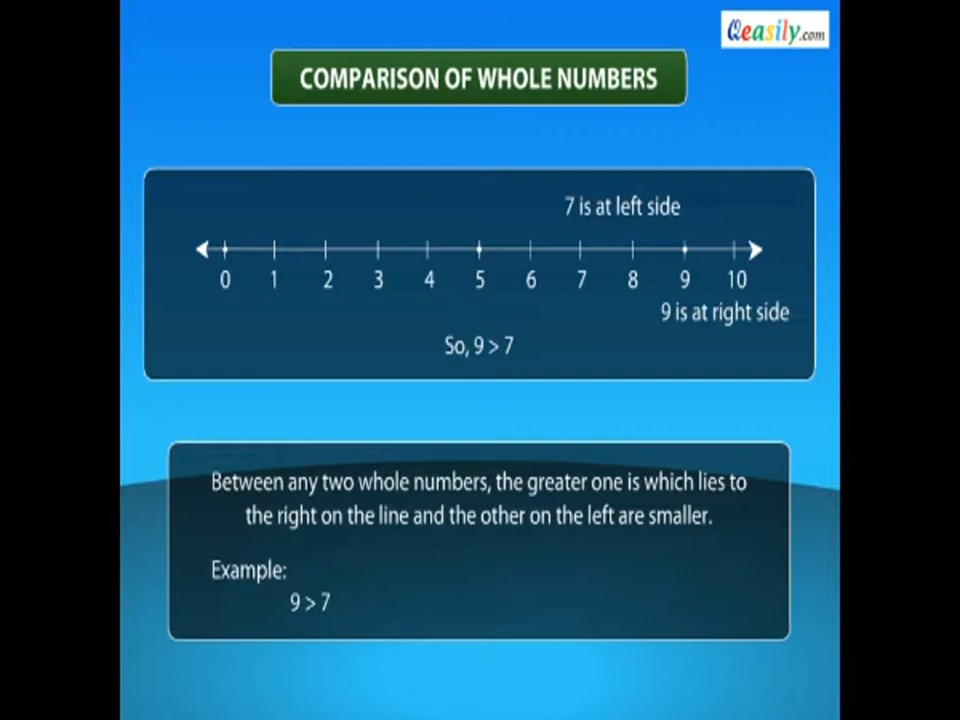 Qeasily.com
COMPARISON OF WHOLE NUMBERS
7 is at left side
0 1 2 3 4 5 6 7 8 9 10
9 is at right side
So, 9 > 7
Between any two whole numbers, the greater one is which lies to
the right on the line and the other on the left are smaller.
Example:
9 > 7